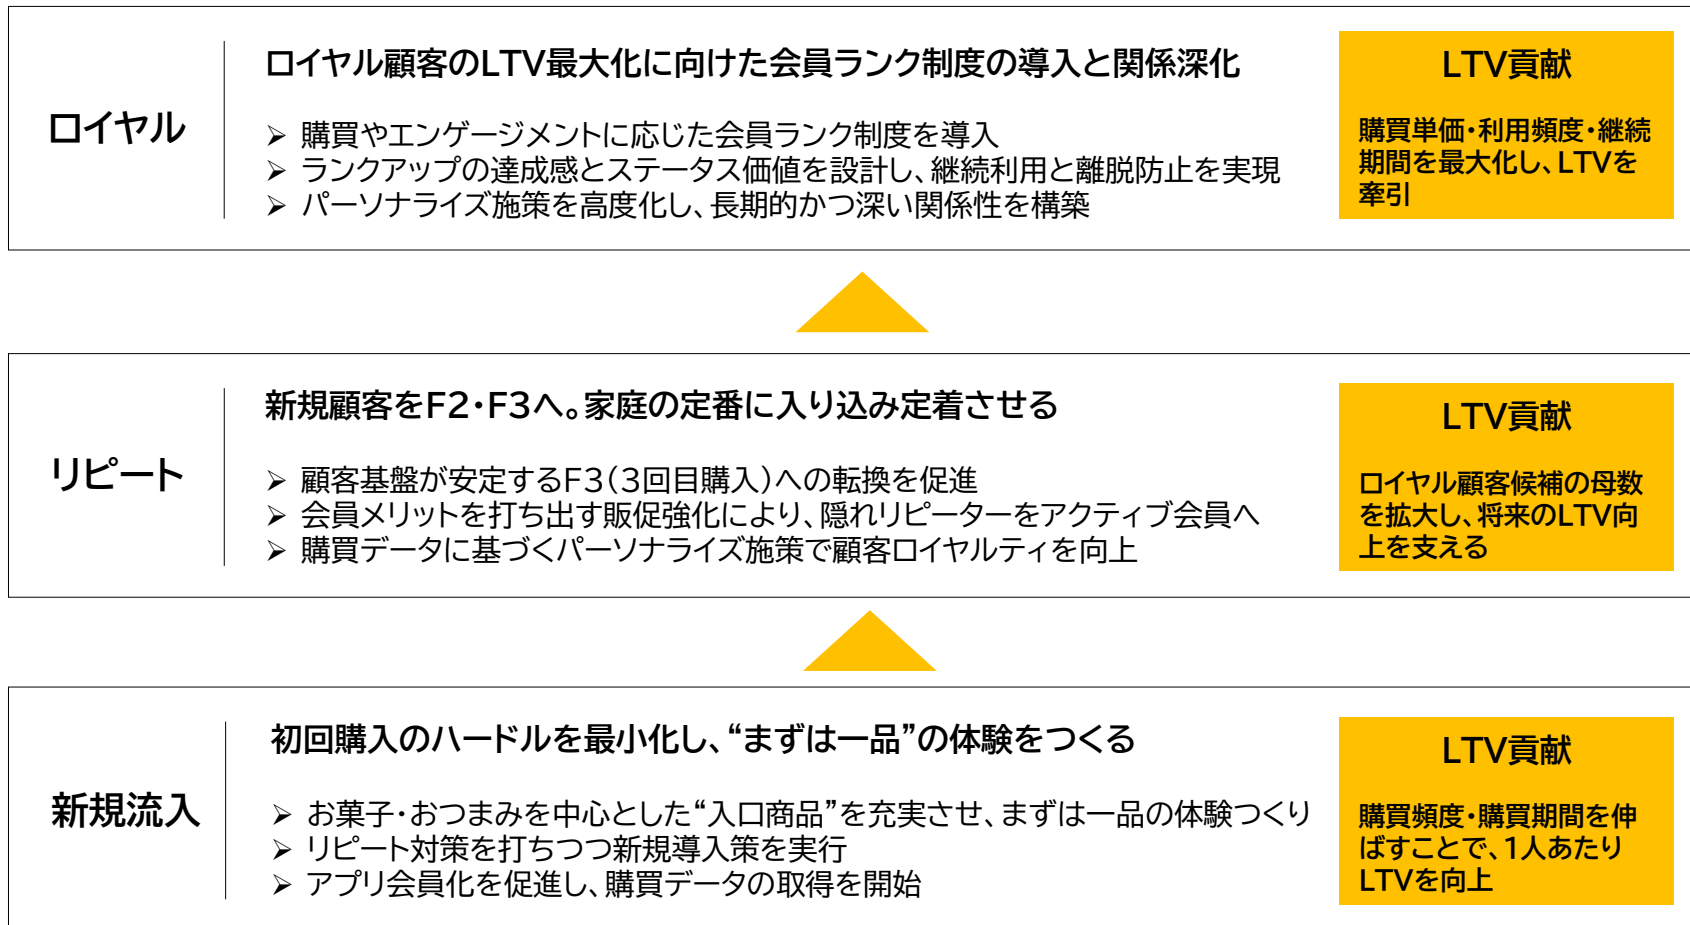 ロイヤル
ロイヤル顧客のLTV最大化に向けた会員ランク制度の導入と関係深化
➢ 購買やエンゲージメントに応じた会員ランク制度を導入
➢ ランクアップの達成感とステータス価値を設計し、継続利用と離脱防止を実現
➢ パーソナライズ施策を高度化し、長期的かつ深い関係性を構築
LTV貢献
購買単価・利用頻度・継続
期間を最大化し、LTVを
牽引
リピート
新規顧客をF2・F3へ。家庭の定番に入り込み定着させる
➢ 顧客基盤が安定するF3(3回目購入)への転換を促進
➢ 会員メリットを打ち出す販促強化により、隠れリピーターをアクティブ会員へ
➢ 購買データに基づくパーソナライズ施策で顧客ロイヤルティを向上
LTV貢献
ロイヤル顧客候補の母数
を拡大し、将来のLTV向
上を支える
新規流入
初回購入のハードルを最小化し、“まずは一品”の体験をつくる
➢ お菓子・おつまみを中心とした“入口商品”を充実させ、まずは一品の体験つくり
➢ リピート対策を打ちつつ新規導入策を実行
➢ アプリ会員化を促進し、購買データの取得を開始
LTV貢献
購買頻度・購買期間を伸
ばすことで、1人あたり
LTVを向上